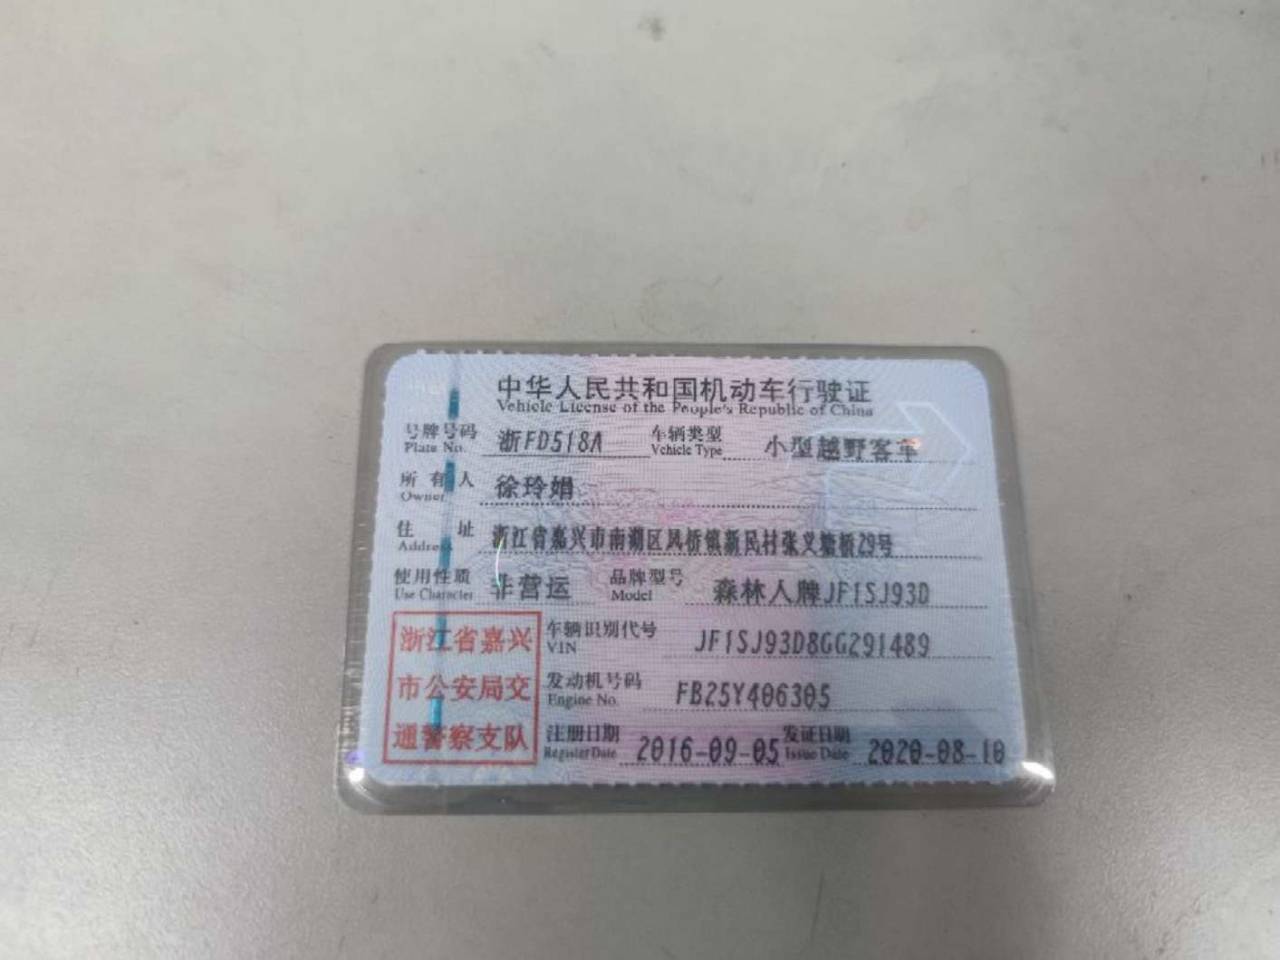 中华人民共和国机动车行驶证
Vehicle License of the People's Republic of China
号牌号码 浙FD518A 车辆类型 小型越野客车
Plate No. Vehicle Type
所有人 徐玲娟
Owner
住址 浙江省嘉兴市南湖区凤桥镇新民村张义塘桥29号
Address
使用性质 非营运 品牌型号 森林人牌JF1SJ93D
Use Character Model
浙江省嘉兴 车辆识别代号 JF1SJ93D8GG291489
VIN
市公安局交 发动机号码 FB25Y406305
Engine No.
通警察支队 注册日期 2016-09-05 发证日期 2020-08-10
Register Date Issue Date